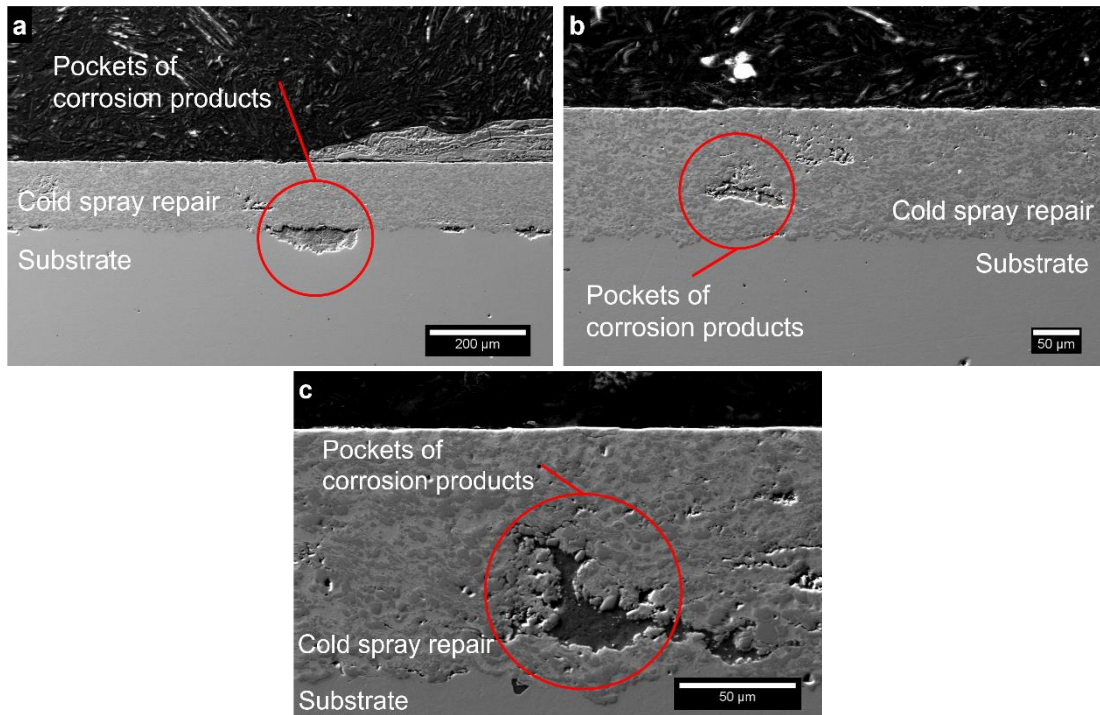 a
Pockets of
corrosion products
Cold spray repair
Substrate
200 µm
b
Cold spray repair
Substrate
Pockets of
corrosion products
50 µm
c
Pockets of
corrosion products
Cold spray repair
Substrate
50 µm